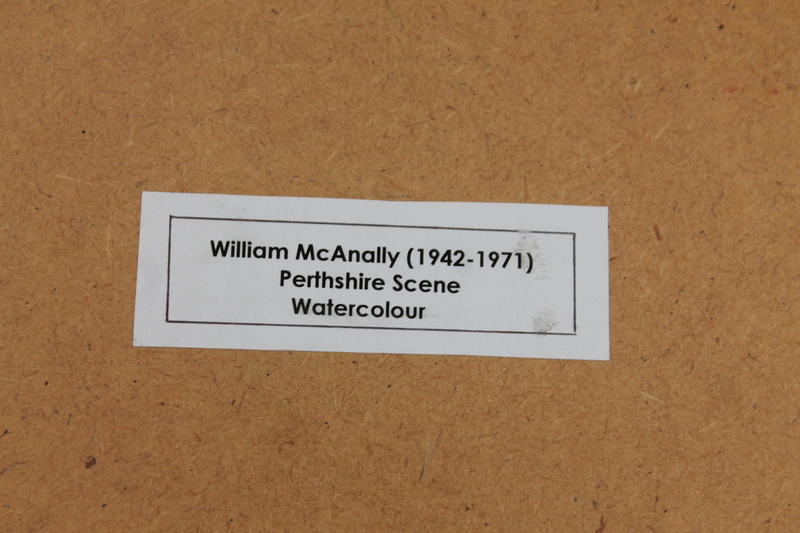 William McAnally (1942-1971)
Perthshire Scene
Watercolour